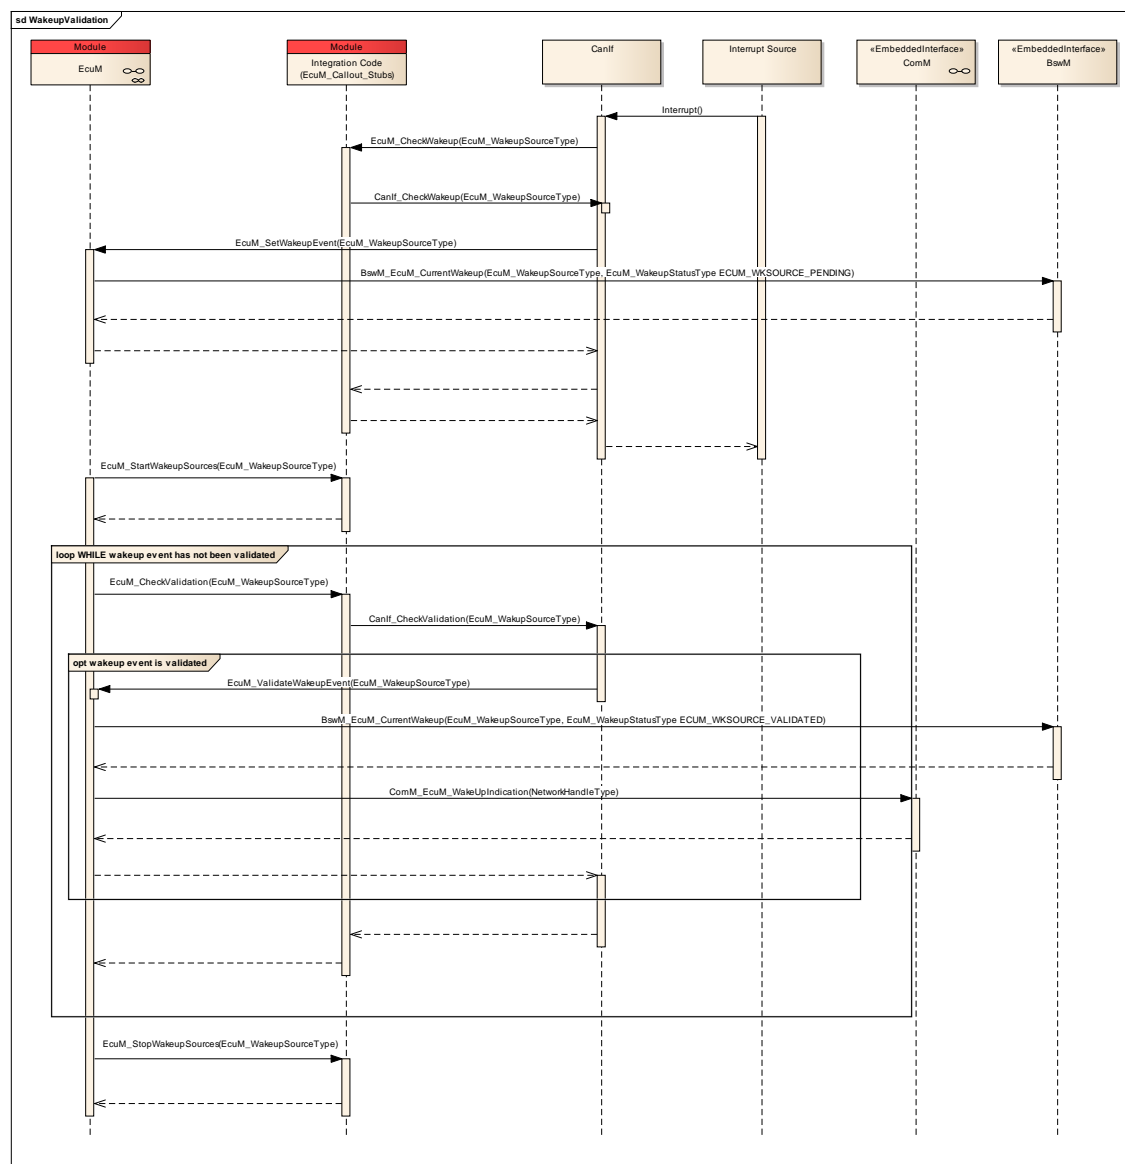 sd WakeupValidation
Module
EcuM
Module
Integration Code
(EcuM_Callout_Stubs)
CanIf
Interrupt Source
«EmbeddedInterface»
ComM
«EmbeddedInterface»
BswM
Interrupt()
EcuM_CheckWakeup(EcuM_WakeupSourceType)
CanIf_CheckWakeup(EcuM_WakeupSourceType)
EcuM_SetWakeupEvent(EcuM_WakeupSourceType)
BswM_EcuM_CurrentWakeup(EcuM_WakeupSourceType, EcuM_WakeupStatusType ECUM_WKSOURCE_PENDING)
EcuM_StartWakeupSources(EcuM_WakeupSourceType)
loop WHILE wakeup event has not been validated
EcuM_CheckValidation(EcuM_WakeupSourceType)
CanIf_CheckValidation(EcuM_WakupSourceType)
opt wakeup event is validated
EcuM_ValidateWakeupEvent(EcuM_WakeupSourceType)
BswM_EcuM_CurrentWakeup(EcuM_WakeupSourceType, EcuM_WakeupStatusType ECUM_WKSOURCE_VALIDATED)
ComM_EcuM_WakeUpIndication(NetworkHandleType)
EcuM_StopWakeupSources(EcuM_WakeupSourceType)